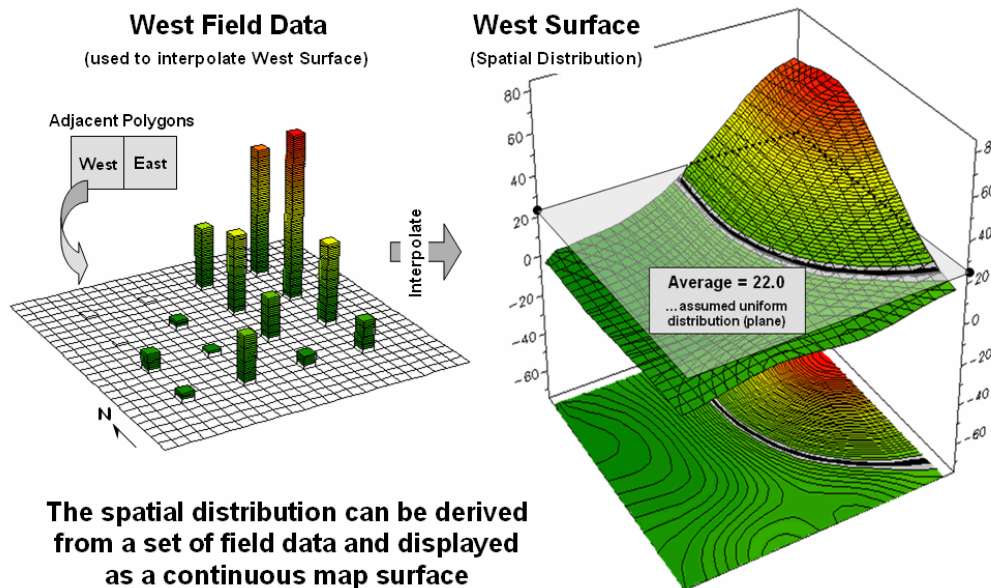 West Field Data
(used to interpolate West Surface)
West Surface
(Spatial Distribution)
Adjacent Polygons
West East
Interpolate
N
80
60
40
20
0
−20
−40
−60
80
60
40
20
0
−20
−40
−60
Average = 22.0
…assumed uniform
distribution (plane)
The spatial distribution can be derived
from a set of field data and displayed
as a continuous map surface